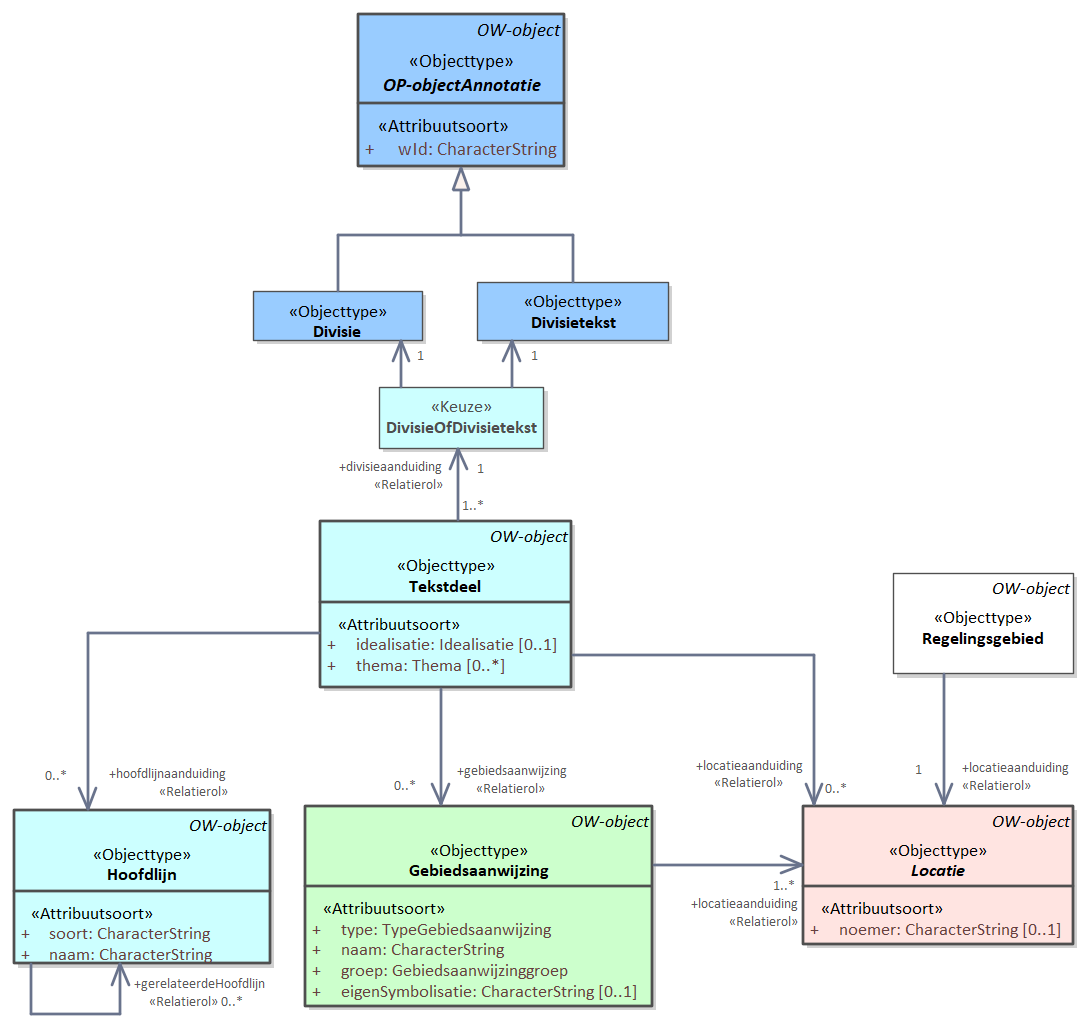 OW-object
«Objecttype»
OP-objectAnnotatie
«Attribuutsoort»
+ wId: CharacterString
«Objecttype»
Divisie
«Objecttype»
Divisietekst
1
1
«Keuze»
DivisieOfDivisietekst
+divisieaanduiding
«Relatierol»
1
1..*
OW-object
«Objecttype»
Tekstdeel
«Attribuutsoort»
+ idealisatie: Idealisatie [0..1]
+ thema: Thema [0..*]
OW-object
«Objecttype»
Regelingsgebied
0..*
+hoofdlijnaanduiding
«Relatierol»
0..*
+gebiedsaanwijzing
«Relatierol»
+locatieaanduiding
«Relatierol»
0..*
1
+locatieaanduiding
«Relatierol»
OW-object
«Objecttype»
Hoofdlijn
«Attribuutsoort»
+ soort: CharacterString
+ naam: CharacterString
+gerelateerdeHoofdlijn
«Relatierol» 0..*
OW-object
«Objecttype»
Gebiedsaanwijzing
«Attribuutsoort»
+ type: TypeGebiedsaanwijzing
+ naam: CharacterString
+ groep: Gebiedsaanwijzinggroep
+ eigenSymbolisatie: CharacterString [0..1]
1..*
+locatieaanduiding
«Relatierol»
OW-object
«Objecttype»
Locatie
«Attribuutsoort»
+ noemer: CharacterString [0..1]